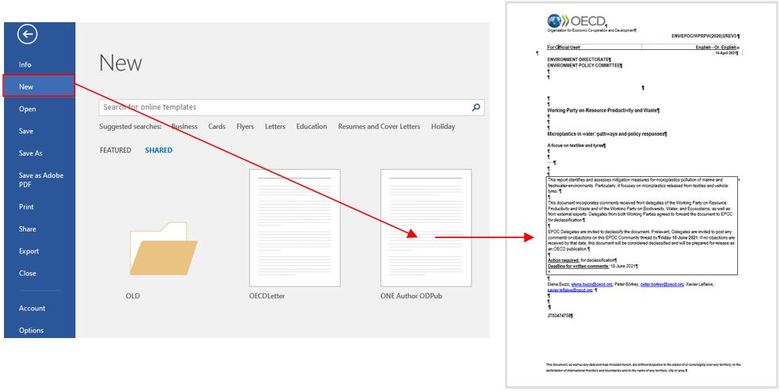 Info
New
Open
Save
Save As
Save as Adobe
PDF
Print
Share
Export
Close
Account
Options
New
Search for online templates
Suggested searches: Business Cards Flyers Letters Education Resumes and Cover Letters Holiday
FEATURED SHARED
OLD
OECDLetter
ONE Author ODPub
OECD
Organisation for Economic Co-operation and Development
ENV/EPOC/WPRPW(2020)3/REV3
For Official Use English - Or. English
14 April 2021
ENVIRONMENT DIRECTORATE
ENVIRONMENT POLICY COMMITTEE
Working Party on Resource Productivity and Waste
Microplastics in water: pathways and policy responses
A focus on textiles and tyres
This report identifies and assesses mitigation measures for microplastics pollution of marine and
freshwater environments. Particularly, it focuses on microplastics released from textiles and vehicle
tyres.
This document incorporates comments received from delegates of the Working Party on Resource
Productivity and Waste and of the Working Party on Biodiversity, Water, and Ecosystems, as well as
from external experts. Delegates from both Working Parties agreed to forward the document to EPOC
for declassification
EPOC Delegates are invited to declassify the document. If relevant, Delegates are invited to post any
comments or objections on this EPOC Community thread by Friday 18 June 2021. If no objections are
received by that date, this document will be considered declassified and will be prepared for release as
an OECD publication.
Action required: for declassification
Deadline for written comments: 18 June 2021
Elena Buzzi, elena.buzzi@oecd.org; Peter Börkey, peter.borkey@oecd.org; Xavier Leflaive,
xavier.leflaive@oecd.org
JT03474750
This document, as well as any data and map included herein, are without prejudice to the status of or sovereignty over any territory, to the
delimitation of international frontiers and boundaries and to the name of any territory, city or area.